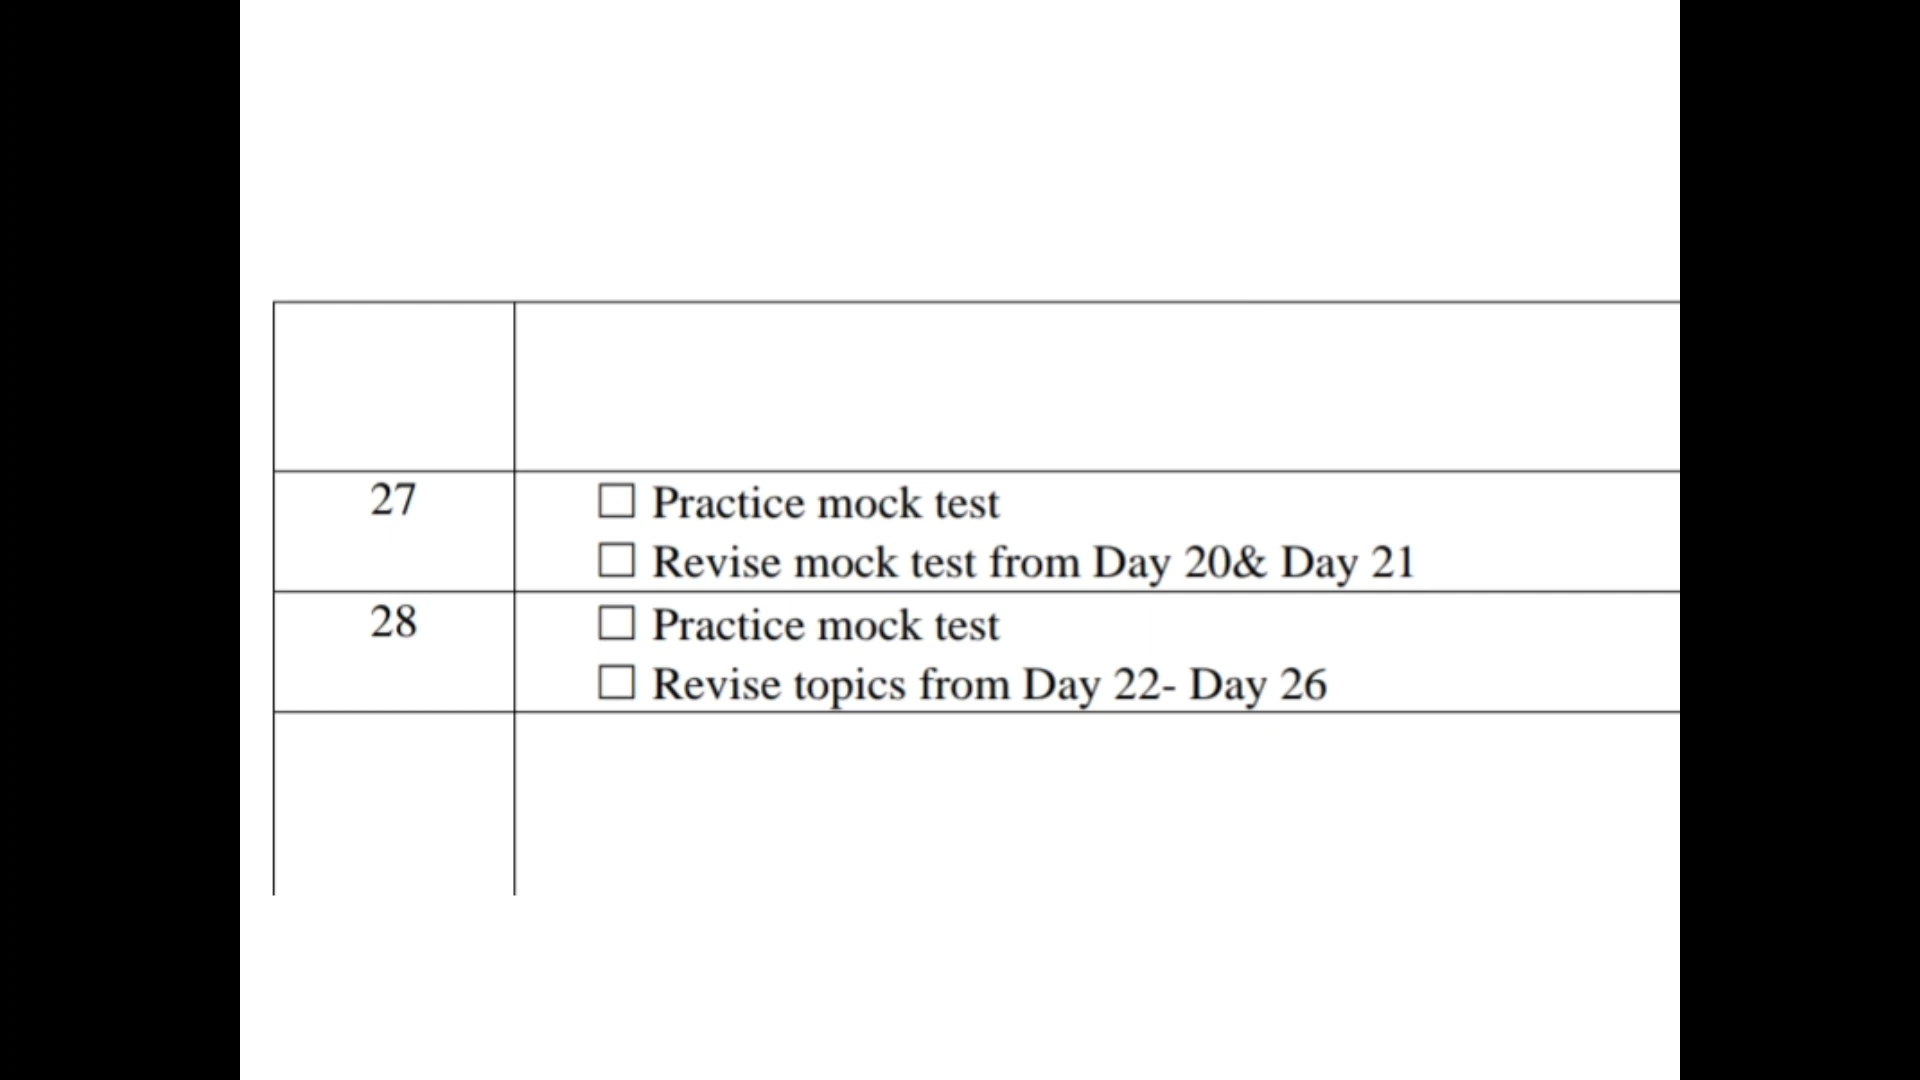 27
☐ Practice mock test
☐ Revise mock test from Day 20& Day 21
28
☐ Practice mock test
☐ Revise topics from Day 22- Day 26